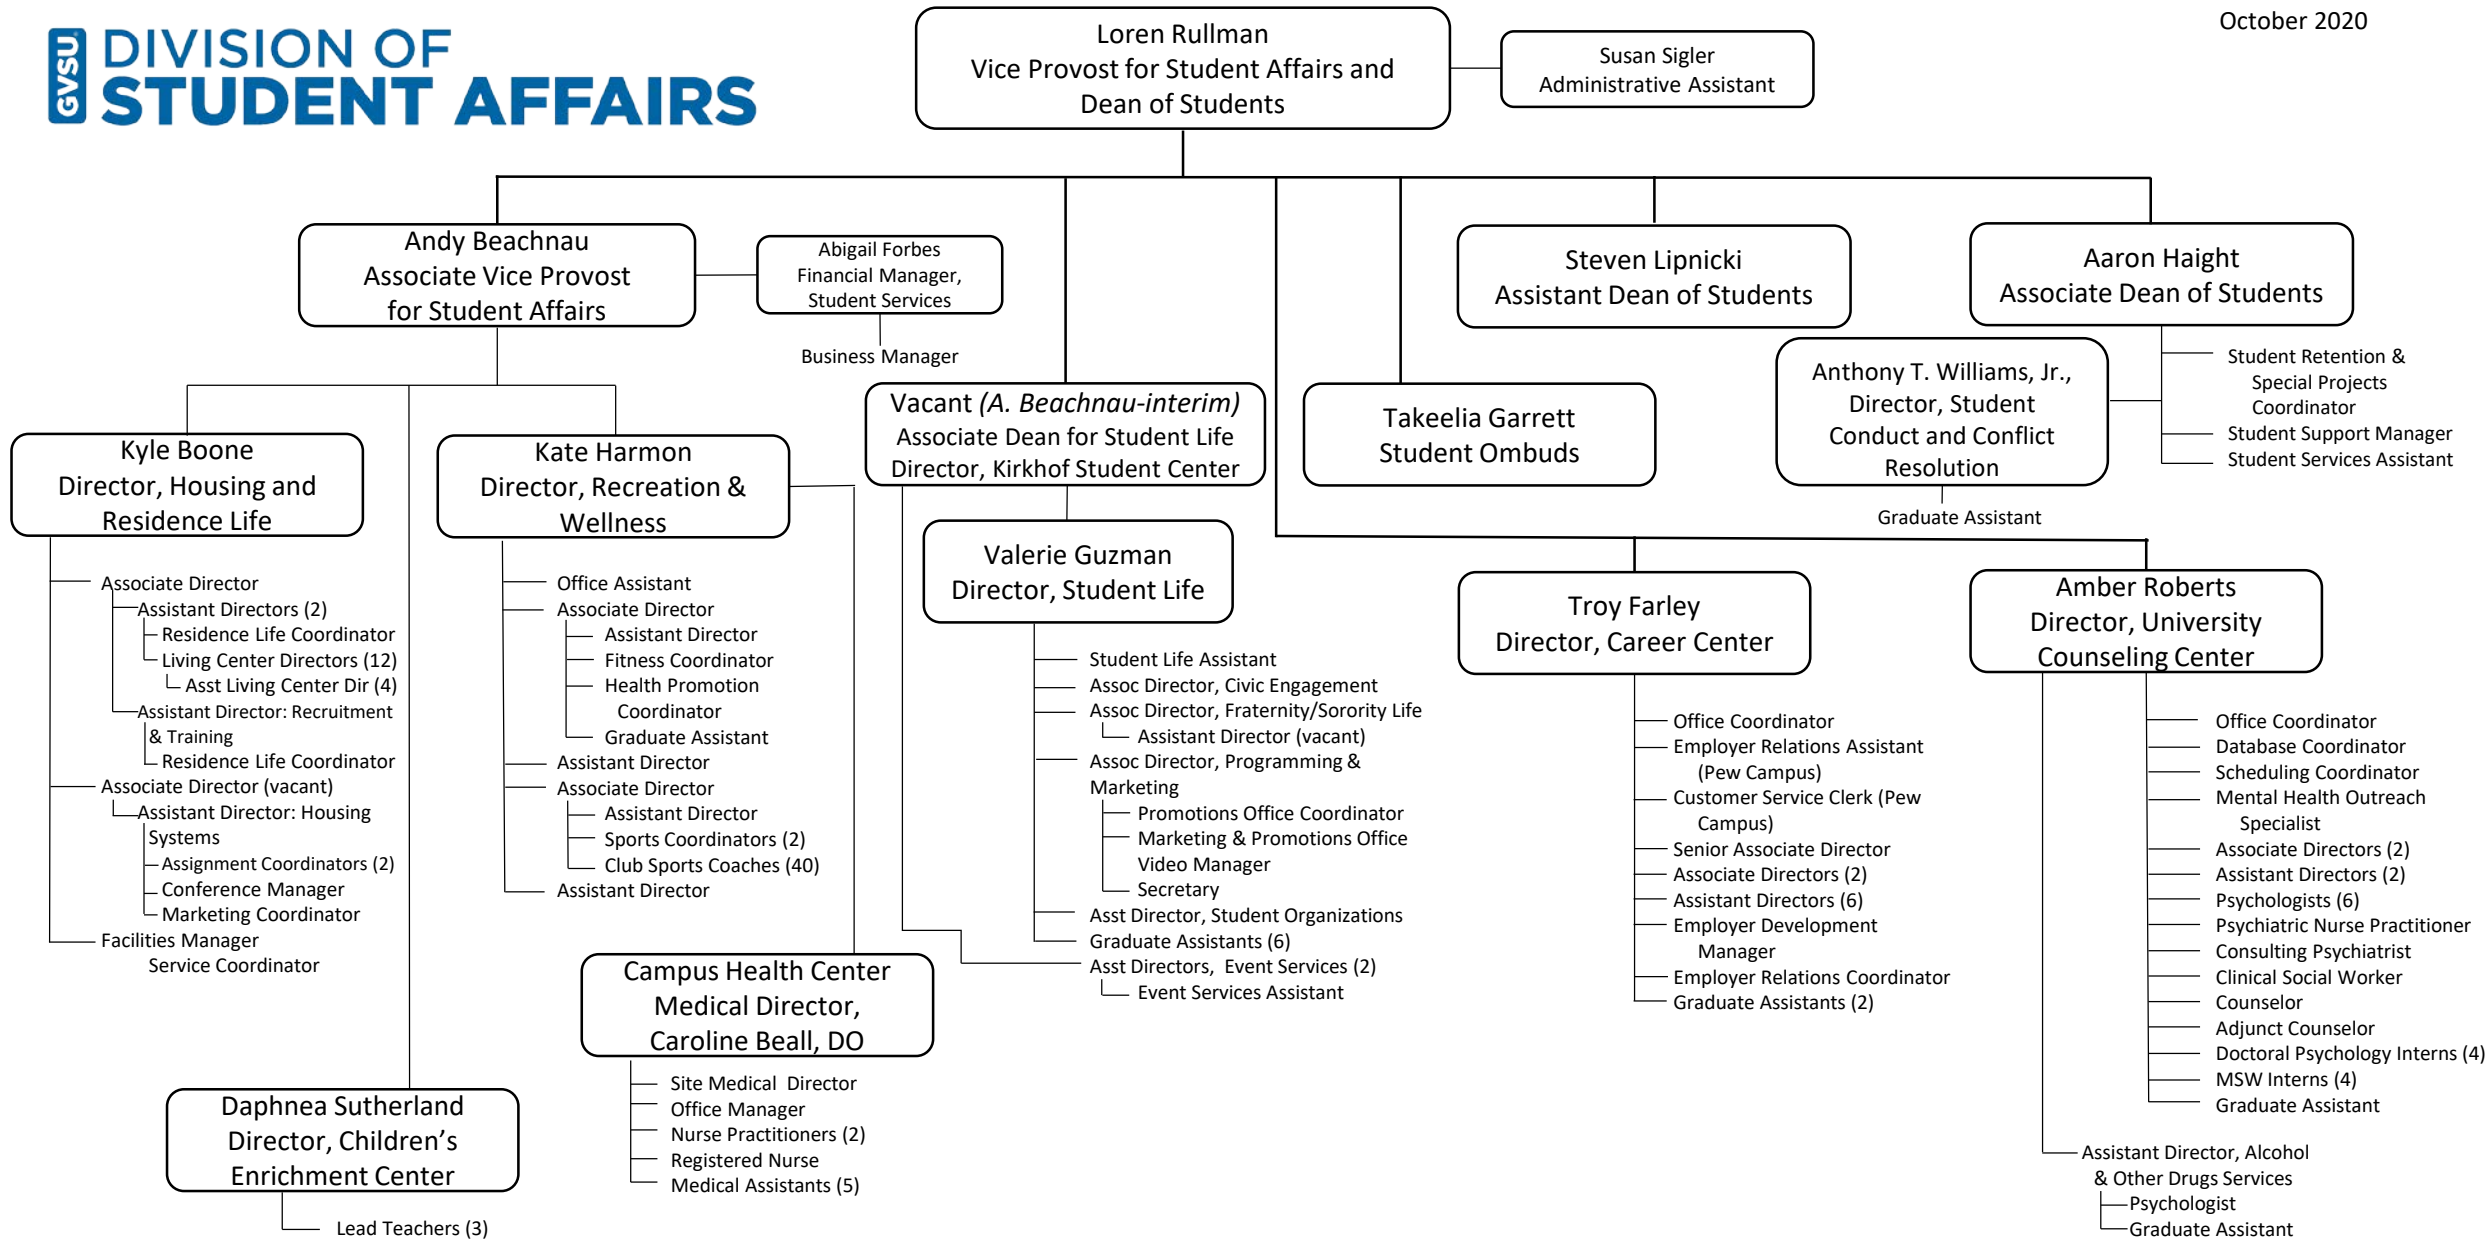 GVSU
DIVISION OF
STUDENT AFFAIRS
October 2020
Loren Rullman
Vice Provost for Student Affairs and
Dean of Students
Susan Sigler
Administrative Assistant
Andy Beachnau
Associate Vice Provost
for Student Affairs
Abigail Forbes
Financial Manager,
Student Services
Business Manager
Steven Lipnicki
Assistant Dean of Students
Aaron Haight
Associate Dean of Students
Student Retention &
Special Projects
Coordinator
Student Support Manager
Student Services Assistant
Anthony T. Williams, Jr.,
Director, Student
Conduct and Conflict
Resolution
Graduate Assistant
Vacant (A. Beachnau-interim)
Associate Dean for Student Life
Director, Kirkhof Student Center
Takeelia Garrett
Student Ombuds
Kyle Boone
Director, Housing and
Residence Life
Associate Director
Assistant Directors (2)
Residence Life Coordinator
Living Center Directors (12)
Asst Living Center Dir (4)
Assistant Director: Recruitment
& Training
Residence Life Coordinator
Associate Director (vacant)
Assistant Director: Housing
Systems
Assignment Coordinators (2)
Conference Manager
Marketing Coordinator
Facilities Manager
Service Coordinator
Kate Harmon
Director, Recreation &
Wellness
Office Assistant
Associate Director
Assistant Director
Fitness Coordinator
Health Promotion
Coordinator
Graduate Assistant
Assistant Director
Associate Director
Assistant Director
Sports Coordinators (2)
Club Sports Coaches (40)
Assistant Director
Campus Health Center
Medical Director,
Caroline Beall, DO
Site Medical  Director
Office Manager
Nurse Practitioners (2)
Registered Nurse
Medical Assistants (5)
Daphnea Sutherland
Director, Children’s
Enrichment Center
Lead Teachers (3)
Valerie Guzman
Director, Student Life
Student Life Assistant
Assoc Director, Civic Engagement
Assoc Director, Fraternity/Sorority Life
Assistant Director (vacant)
Assoc Director, Programming &
Marketing
Promotions Office Coordinator
Marketing & Promotions Office
Video Manager
Secretary
Asst Director, Student Organizations
Graduate Assistants (6)
Asst Directors,  Event Services (2)
Event Services Assistant
Troy Farley
Director, Career Center
Office Coordinator
Employer Relations Assistant
(Pew Campus)
Customer Service Clerk (Pew
Campus)
Senior Associate Director
Associate Directors (2)
Assistant Directors (6)
Employer Development
Manager
Employer Relations Coordinator
Graduate Assistants (2)
Amber Roberts
Director, University
Counseling Center
Office Coordinator
Database Coordinator
Scheduling Coordinator
Mental Health Outreach
Specialist
Associate Directors (2)
Assistant Directors (2)
Psychologists (6)
Psychiatric Nurse Practitioner
Consulting Psychiatrist
Clinical Social Worker
Counselor
Adjunct Counselor
Doctoral Psychology Interns (4)
MSW Interns (4)
Graduate Assistant
Assistant Director, Alcohol
& Other Drugs Services
Psychologist
Graduate Assistant